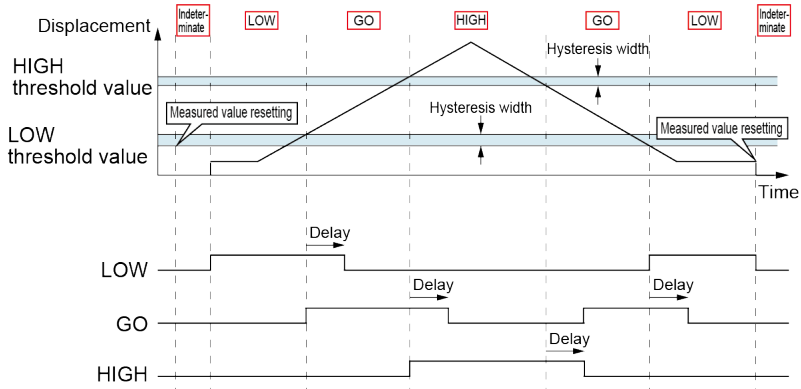 Indeter-
minate
LOW
GO
HIGH
GO
LOW
Indeter-
minate
Displacement
Hysteresis width
HIGH
threshold value
Measured value resetting
Hysteresis width
Measured value resetting
LOW
threshold value
Time
Delay
LOW
Delay
Delay
GO
Delay
HIGH